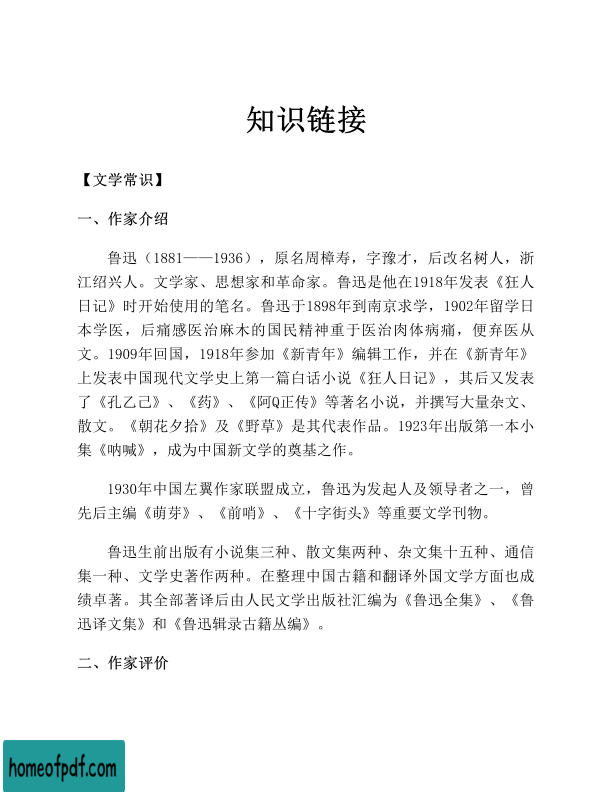 知识链接
【文学常识】
一、作家介绍
鲁迅（1881——1936），原名周樟寿，字豫才，后改名树人，浙
江绍兴人。文学家、思想家和革命家。鲁迅是他在1918年发表《狂人
日记》时开始使用的笔名。鲁迅于1898年到南京求学，1902年留学日
本学医，后痛感医治麻木的国民精神重于医治肉体病痛，便弃医从
文。1909年回国，1918年参加《新青年》编辑工作，并在《新青年》
上发表中国现代文学史上第一篇白话小说《狂人日记》，其后又发表
了《孔乙己》、《药》、《阿Q正传》等著名小说，并撰写大量杂文、
散文。《朝花夕拾》及《野草》是其代表作品。1923年出版第一本小
集《呐喊》，成为中国新文学的奠基之作。
1930年中国左翼作家联盟成立，鲁迅为发起人及领导者之一，曾
先后主编《萌芽》、《前哨》、《十字街头》等重要文学刊物。
鲁迅生前出版有小说集三种、散文集两种、杂文集十五种、通信
集一种、文学史著作两种。在整理中国古籍和翻译外国文学方面也成
绩卓著。其全部著译后由人民文学出版社汇编为《鲁迅全集》、《鲁
迅译文集》和《鲁迅辑录古籍丛编》。
二、作家评价
homeofpdf.com